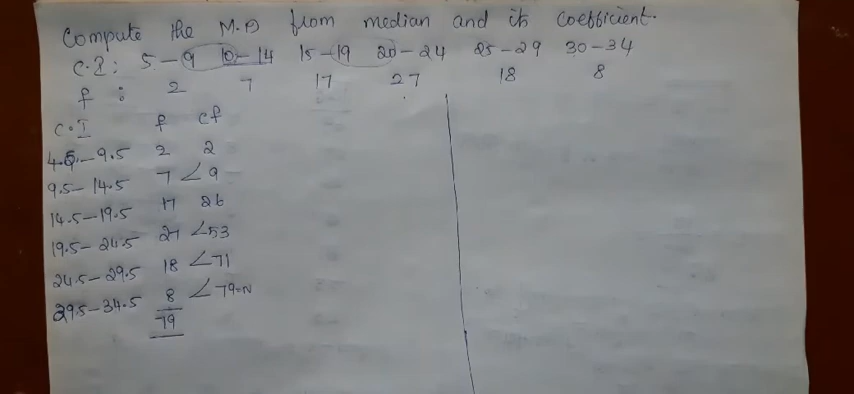 Compute the M.D from median and its coefficient.
C.I: 5-9 10-14 15-19 20-24 25-29 30-34
f : 2 7 17 27 18 8
C.I f cf
4.5-9.5 2 2
9.5-14.5 7 <9
14.5-19.5 17 26
19.5-24.5 27 <53
24.5-29.5 18 <71
29.5-34.5 8 <79=N
79